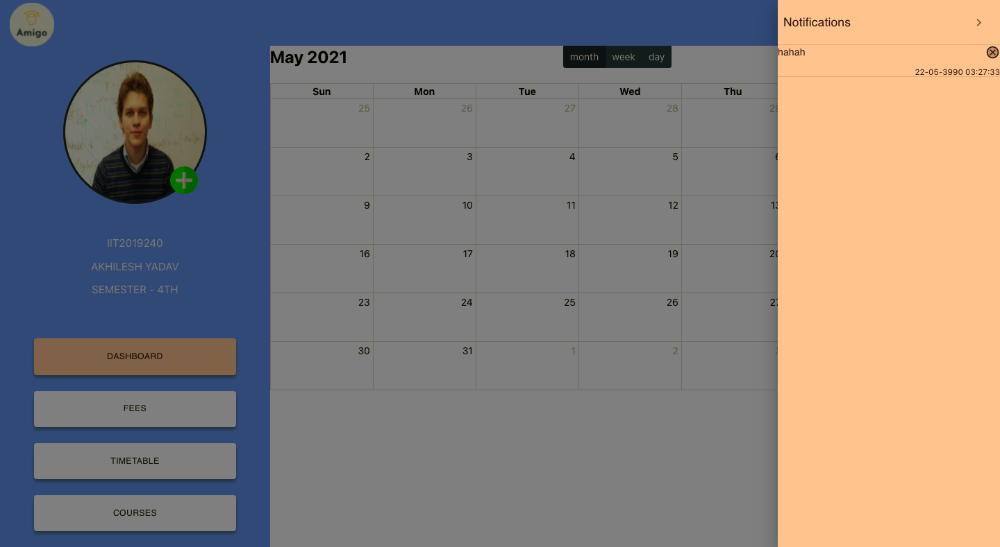 Amigo
IIT2019240
AKHILESH YADAV
SEMESTER - 4TH
DASHBOARD
FEES
TIMETABLE
COURSES
May 2021
month week day
Sun Mon Tue Wed Thu
25 26 27 28 29
2 3 4 5 6
9 10 11 12 13
16 17 18 19 20
23 24 25 26 27
30 31 1 2 3
Notifications
hahah
22-05-3990 03:27:33